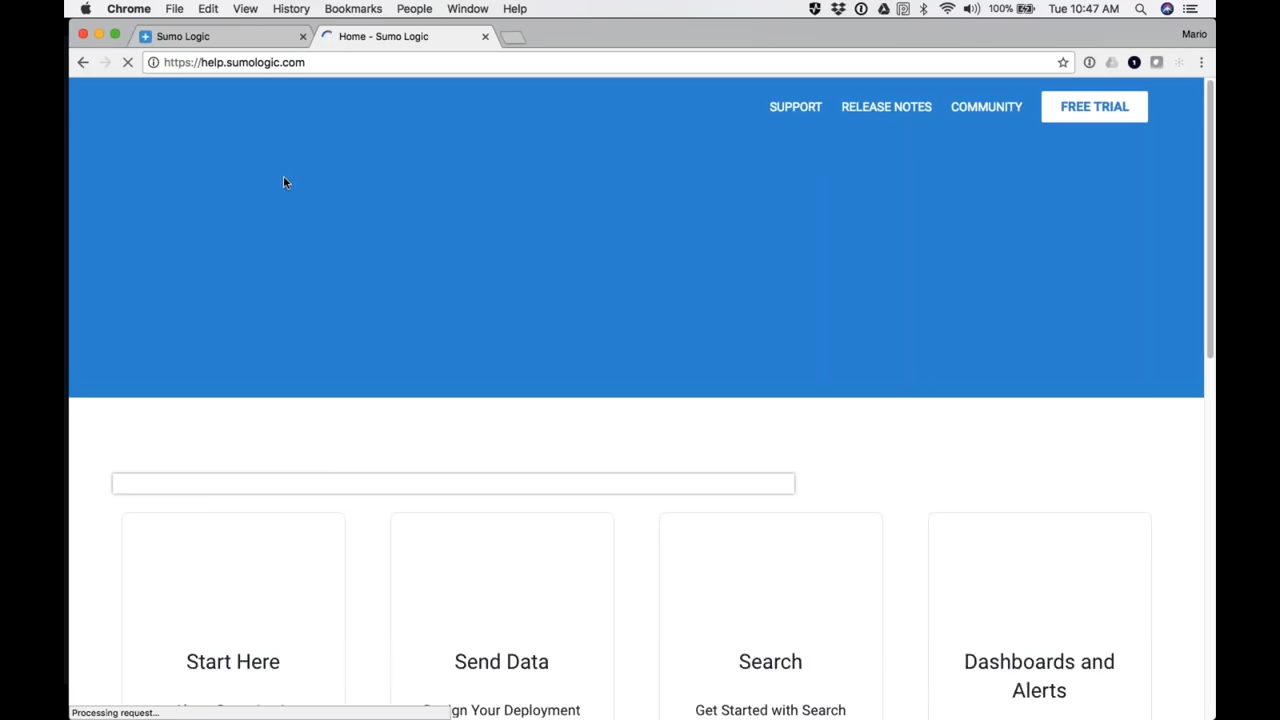 Chrome File Edit View History Bookmarks People Window Help 100% Tue 10:47 AM
Sumo Logic Home - Sumo Logic Mario
https://help.sumologic.com
SUPPORT RELEASE NOTES COMMUNITY FREE TRIAL
Start Here Send Data Search Dashboards and
Alerts
gn Your Deployment Get Started with Search
Processing request...